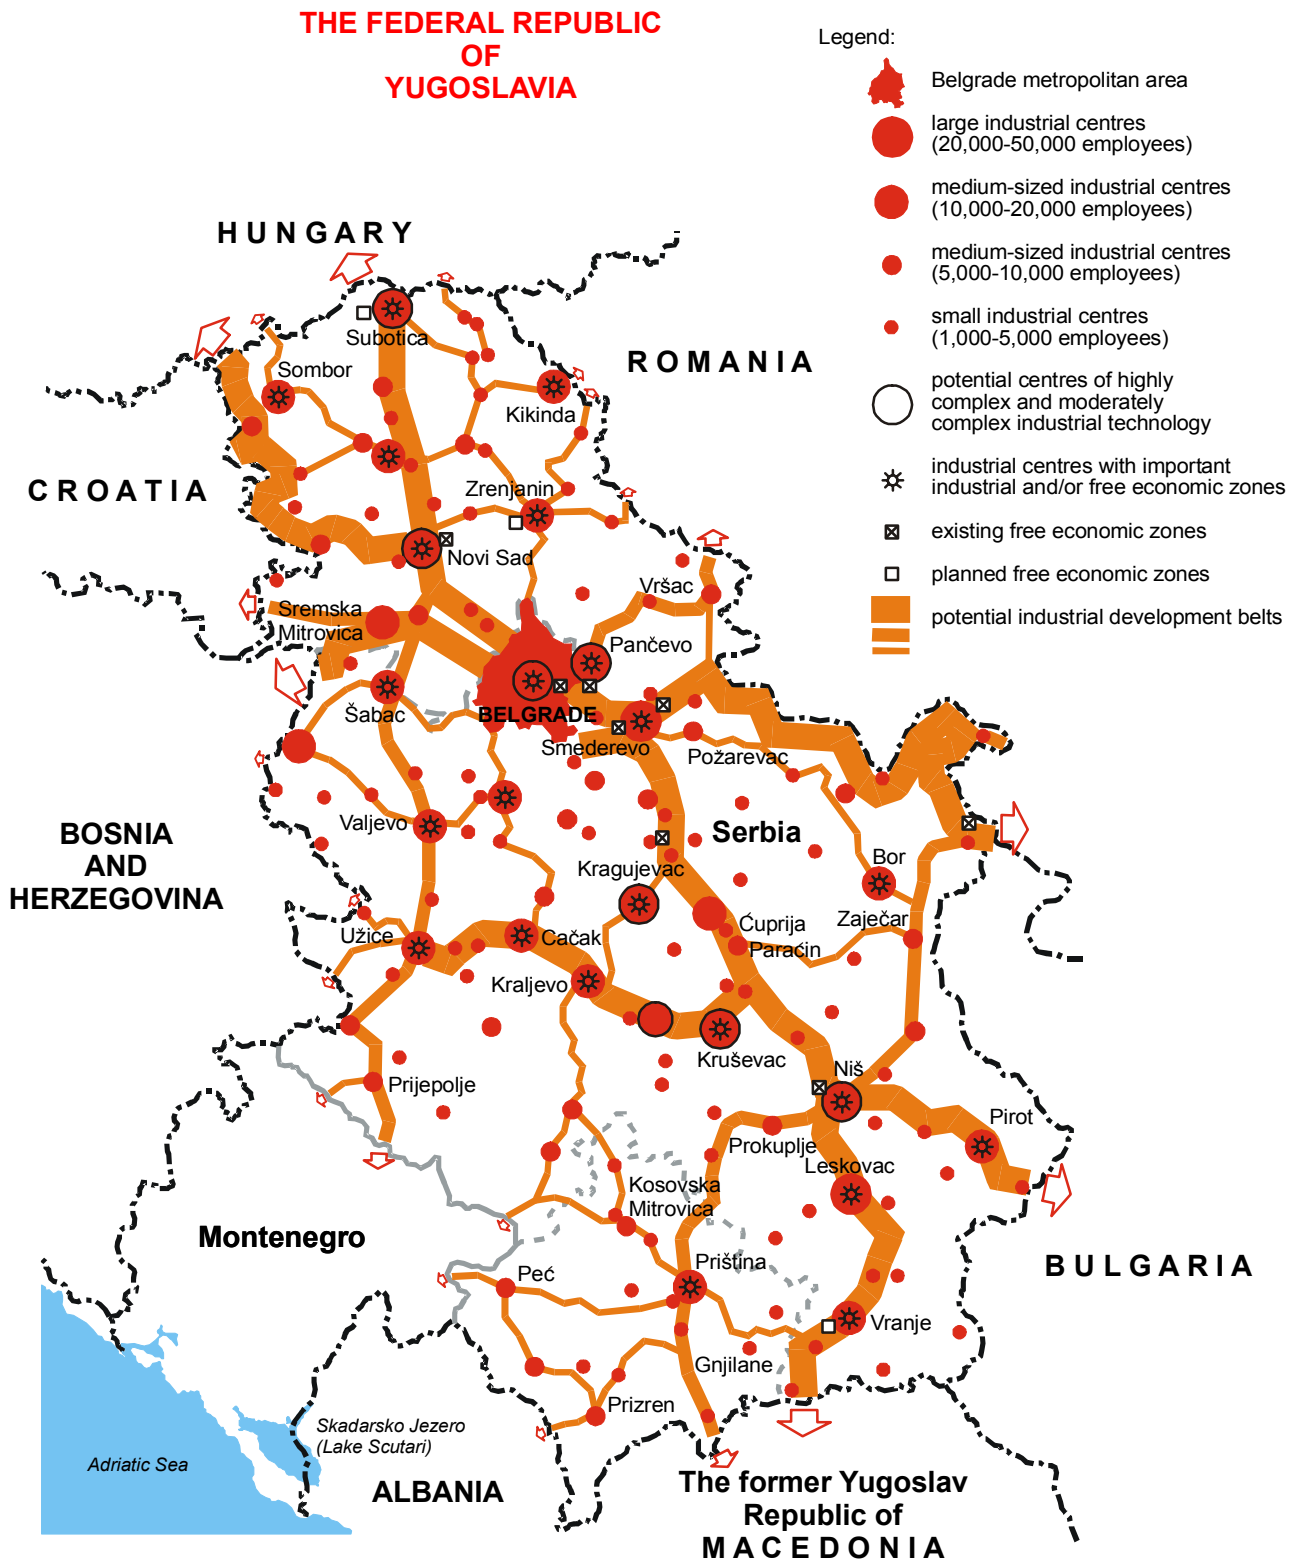 THE FEDERAL REPUBLIC
OF
YUGOSLAVIA
Legend:
Belgrade metropolitan area
large industrial centres
(20,000-50,000 employees)
medium-sized industrial centres
(10,000-20,000 employees)
medium-sized industrial centres
(5,000-10,000 employees)
small industrial centres
(1,000-5,000 employees)
potential centres of highly
complex and moderately
complex industrial technology
industrial centres with important
industrial and/or free economic zones
existing free economic zones
planned free economic zones
potential industrial development belts
HUNGARY
ROMANIA
CROATIA
BOSNIA
AND
HERZEGOVINA
Serbia
Montenegro
BULGARIA
ALBANIA
The former Yugoslav
Republic of
MACEDONIA
Adriatic Sea
Skadarsko Jezero
(Lake Scutari)
Subotica
Sombor
Kikinda
Zrenjanin
Novi Sad
Vršac
Sremska
Mitrovica
Pančevo
Šabac
BELGRADE
Smederevo
Požarevac
Valjevo
Kragujevac
Bor
Ćuprija
Zaječar
Paraćin
Užice
Čačak
Kraljevo
Kruševac
Niš
Prijepolje
Pirot
Prokuplje
Leskovac
Kosovska
Mitrovica
Priština
Peć
Vranje
Gnjilane
Prizren